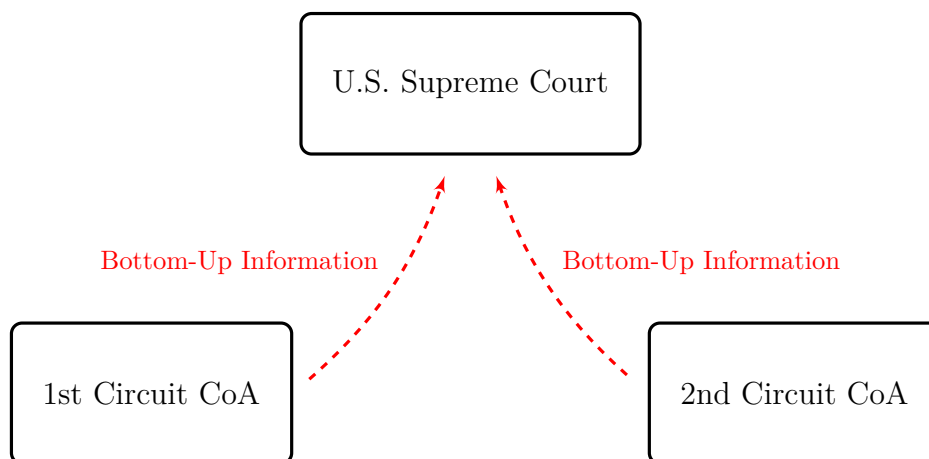 U.S. Supreme Court
Bottom-Up Information
Bottom-Up Information
1st Circuit CoA
2nd Circuit CoA